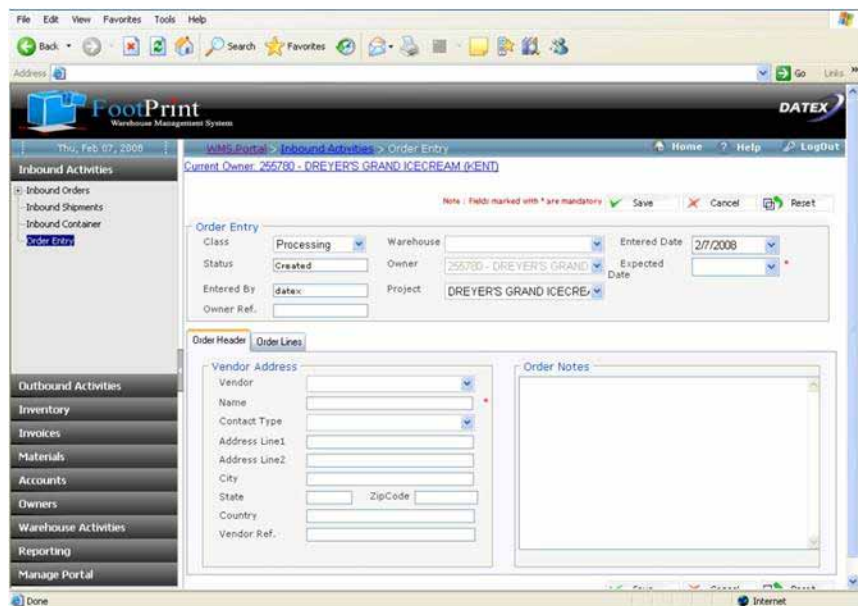 File Edit View Favorites Tools Help
Back Search Favorites
Address Go Links »
FootPrint
Warehouse Management System
DATEX
Thu, Feb 07, 2008 WMS Portal > Inbound Activities > Order Entry Home ? Help LogOut
Inbound Activities
Inbound Orders
Inbound Shipments
Inbound Container
Order Entry
Outbound Activities
Inventory
Invoices
Materials
Accounts
Owners
Warehouse Activities
Reporting
Manage Portal
Current Owner: 255780 - DREYER'S GRAND ICECREAM (KENT)
Note : Fields marked with * are mandatory Save Cancel Reset
Order Entry
Class Processing Warehouse Entered Date 2/7/2008
Status Created Owner 255780 - DREYER'S GRAND Expected Date *
Entered By datex Project DREYER'S GRAND ICECRE
Owner Ref.
Order Header Order Lines
Vendor Address
Vendor
Name *
Contact Type
Address Line1
Address Line2
City
State ZipCode
Country
Vendor Ref.
Order Notes
Save Cancel Reset
Done Internet